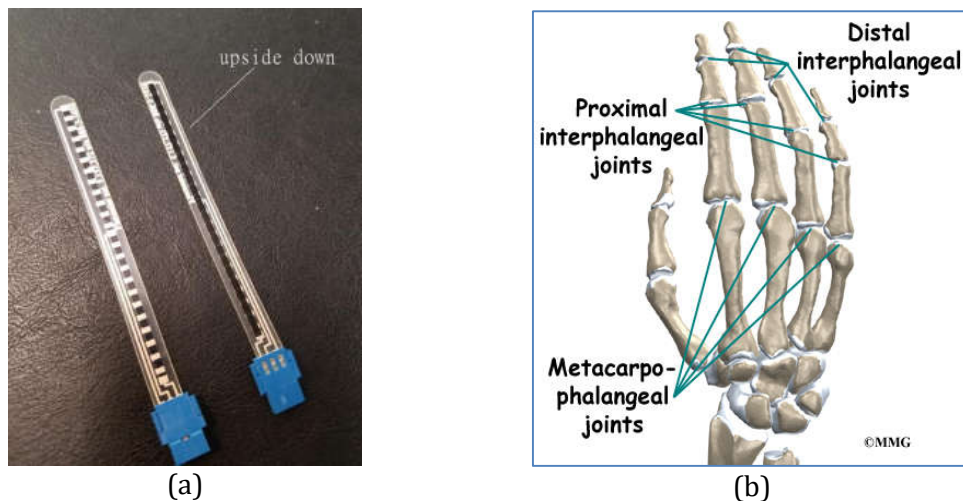 upside down
Distal
interphalangeal
joints
Proximal
interphalangeal
joints
Metacarpo-
phalangeal
joints
©MMG
(a)
(b)